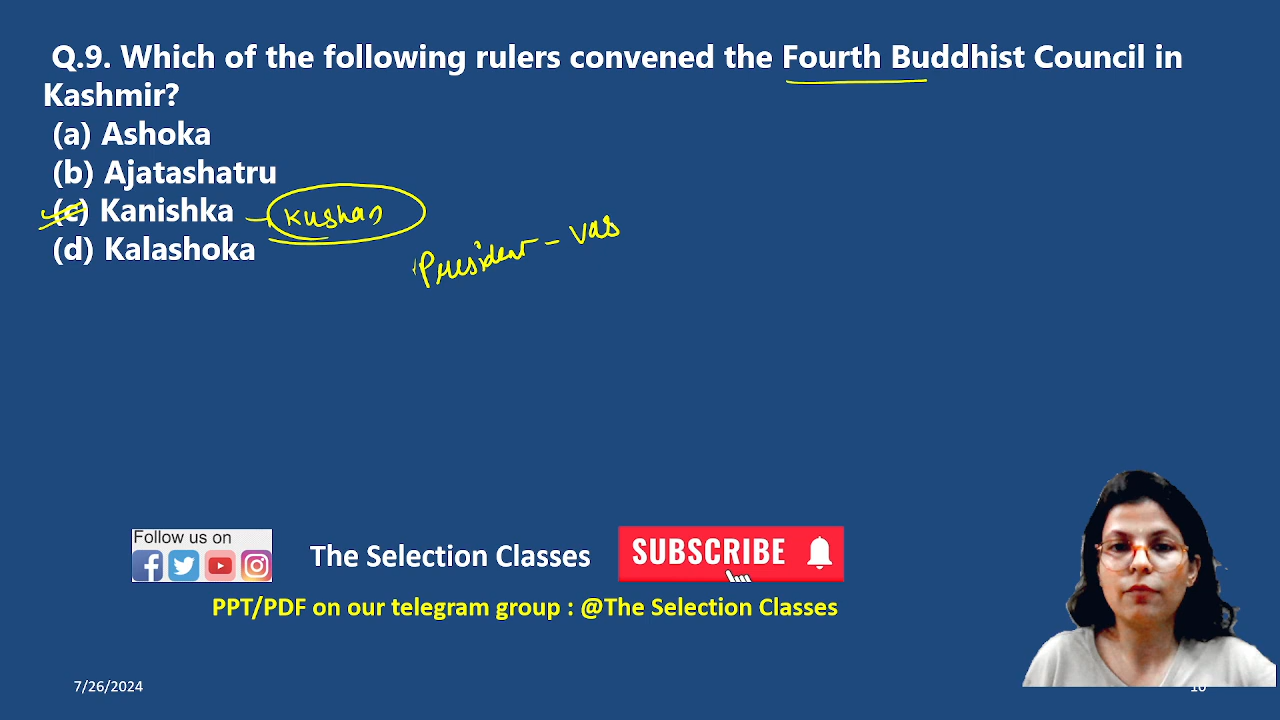 Q.9. Which of the following rulers convened the Fourth Buddhist Council in
Kashmir?
(a) Ashoka
(b) Ajatashatru
(c) Kanishka – Kushan
(d) Kalashoka
President – vas
Follow us on
The Selection Classes
SUBSCRIBE
PPT/PDF on our telegram group : @The Selection Classes
7/26/2024
10